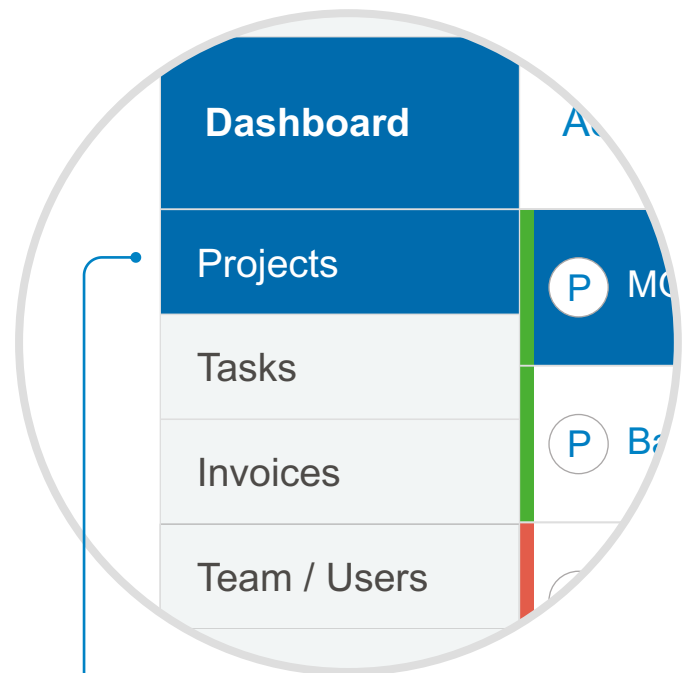 Dashboard
Projects
P
Tasks
P
Invoices
Team / Users